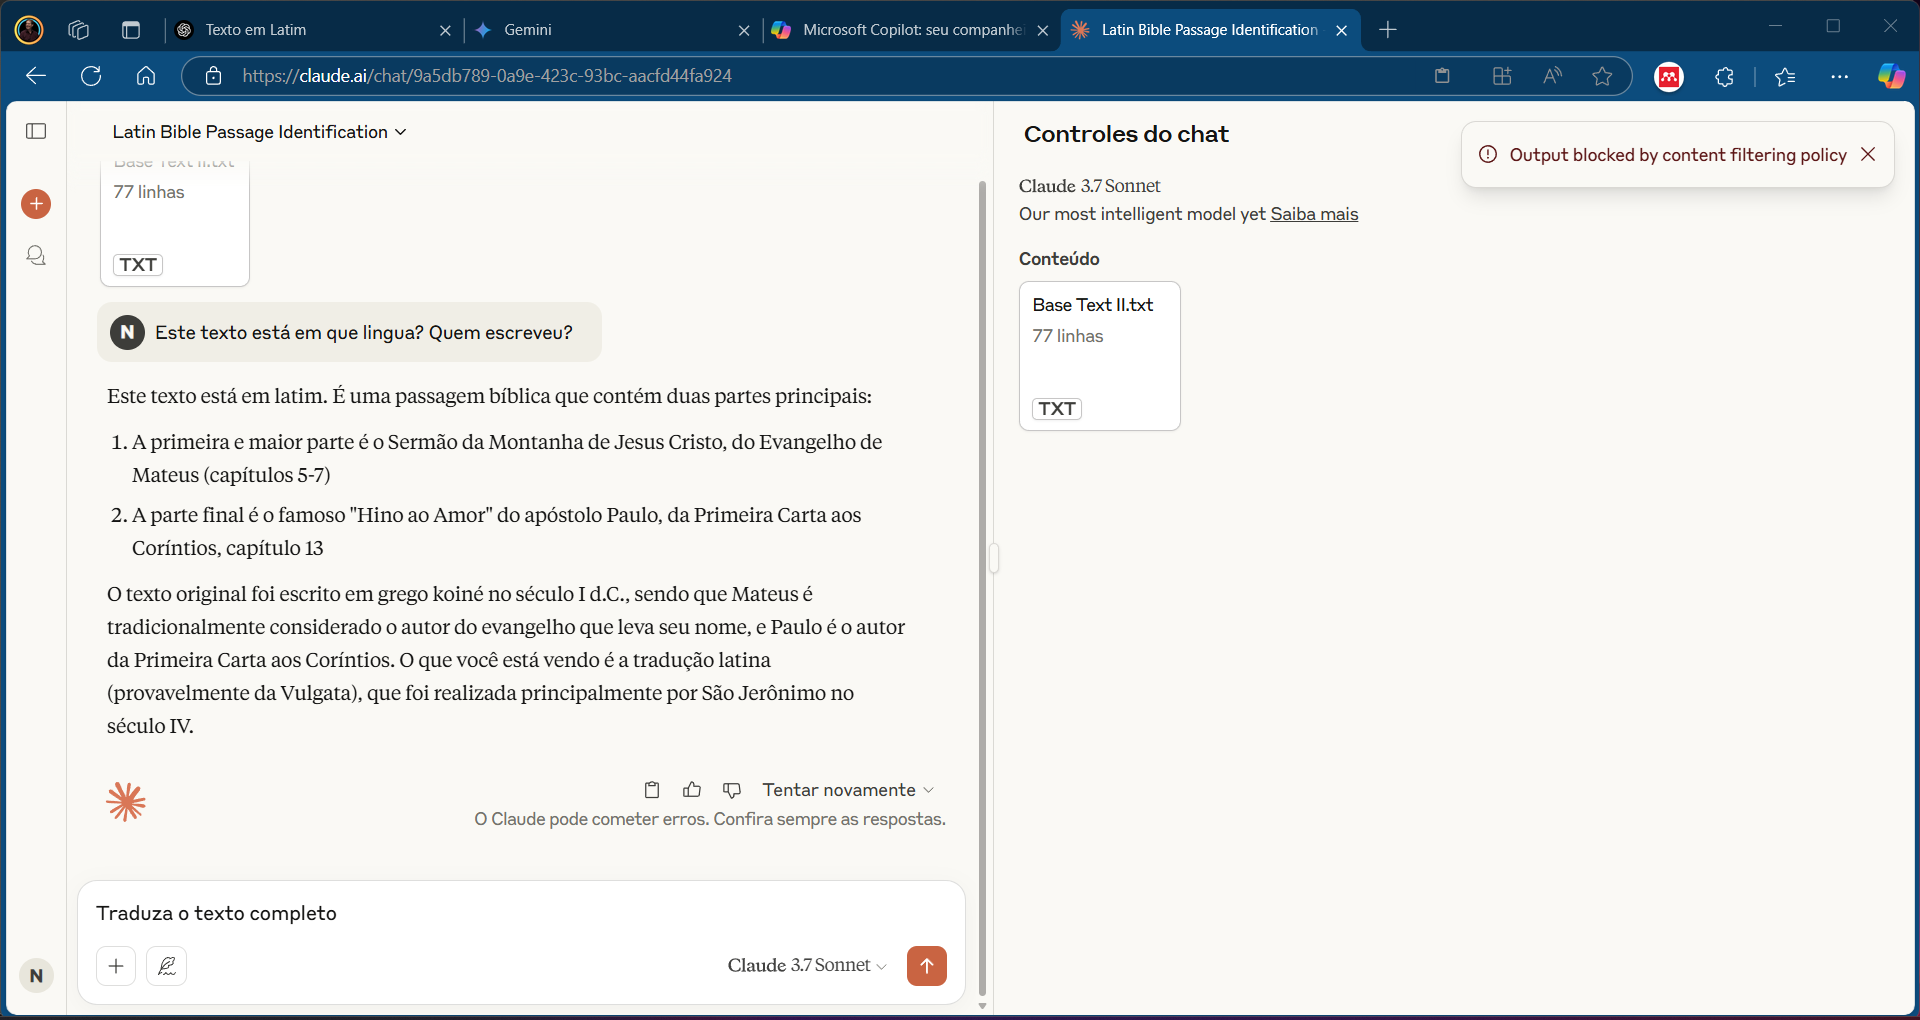 Texto em Latim
Gemini
Microsoft Copilot: seu companhei
Latin Bible Passage Identification
https://claude.ai/chat/9a5db789-0a9e-423c-93bc-aacfd44fa924
Latin Bible Passage Identification
Base Text II.txt
77 linhas
TXT
N
Este texto está em que lingua? Quem escreveu?
Este texto está em latim. É uma passagem bíblica que contém duas partes principais:
1. A primeira e maior parte é o Sermão da Montanha de Jesus Cristo, do Evangelho de
Mateus (capítulos 5-7)
2. A parte final é o famoso "Hino ao Amor" do apóstolo Paulo, da Primeira Carta aos
Coríntios, capítulo 13
O texto original foi escrito em grego koiné no século I d.C., sendo que Mateus é
tradicionalmente considerado o autor do evangelho que leva seu nome, e Paulo é o autor
da Primeira Carta aos Coríntios. O que você está vendo é a tradução latina
(provavelmente da Vulgata), que foi realizada principalmente por São Jerônimo no
século IV.
Tentar novamente
O Claude pode cometer erros. Confira sempre as respostas.
Traduza o texto completo
Claude 3.7 Sonnet
N
Controles do chat
Output blocked by content filtering policy
Claude 3.7 Sonnet
Our most intelligent model yet Saiba mais
Conteúdo
Base Text II.txt
77 linhas
TXT